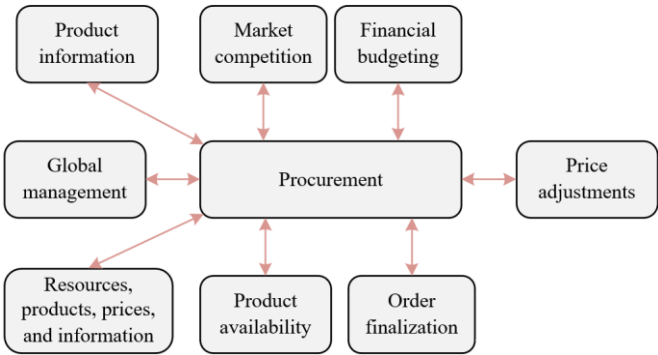 Product
information
Market
competition
Financial
budgeting
Global
management
Procurement
Price
adjustments
Resources,
products, prices,
and information
Product
availability
Order
finalization